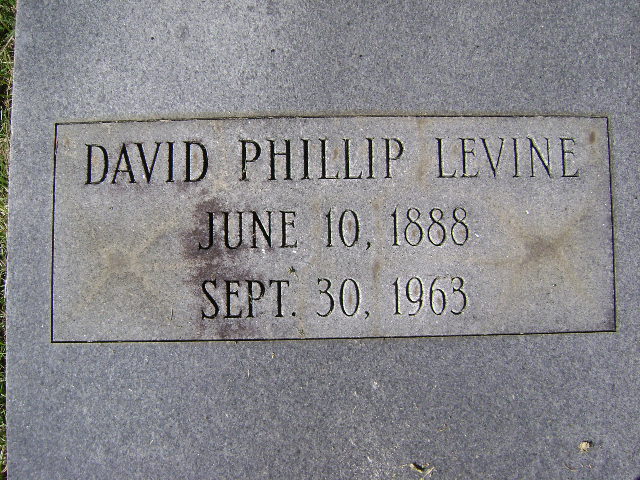 DAVID PHILLIP LEVINE
JUNE 10, 1888
SEPT. 30, 1963